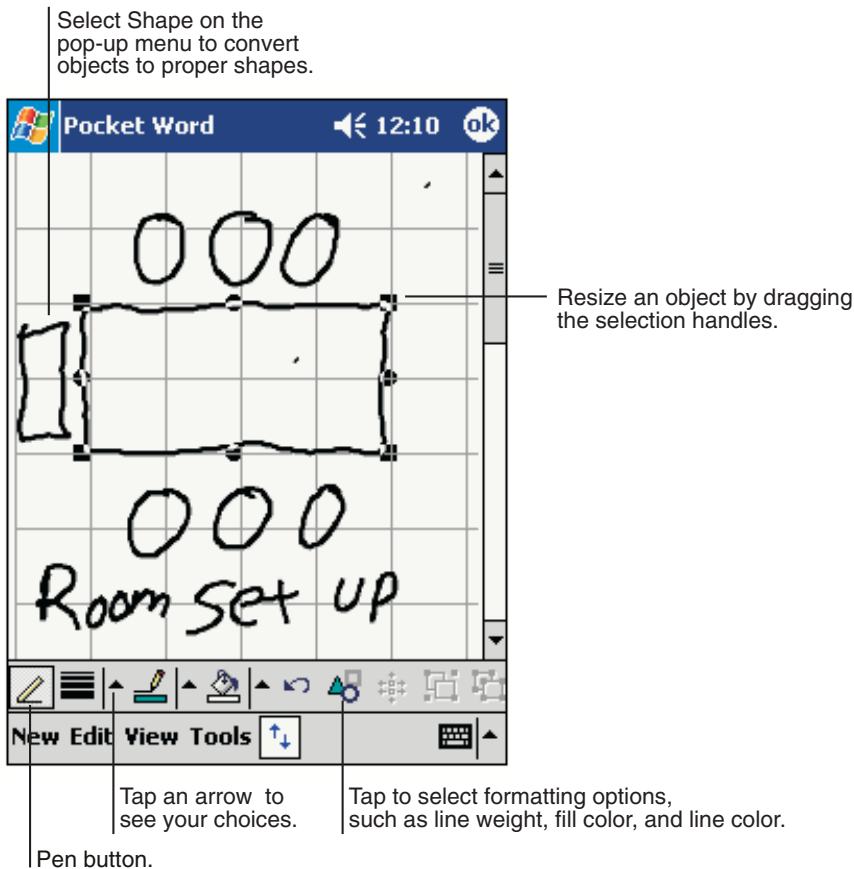 Select Shape on the
pop-up menu to convert
objects to proper shapes.
Pocket Word 12:10 ok
Resize an object by dragging
the selection handles.
Room set up
New Edit View Tools
Tap an arrow to
see your choices.
Tap to select formatting options,
such as line weight, fill color, and line color.
Pen button.